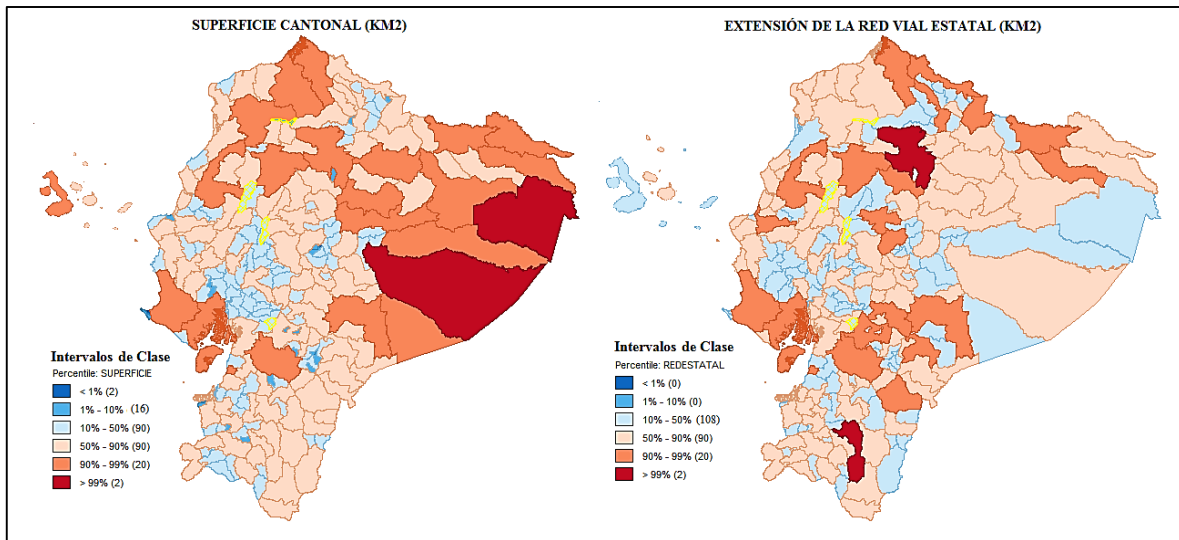 SUPERFICIE CANTONAL (KM2)
Intervalos de Clase
Percentile: SUPERFICIE
< 1% (2)
1% - 10% (16)
10% - 50% (90)
50% - 90% (90)
90% - 99% (20)
> 99% (2)
EXTENSIÓN DE LA RED VIAL ESTATAL (KM2)
Intervalos de Clase
Percentile: REDESTATAL
< 1% (0)
1% - 10% (0)
10% - 50% (108)
50% - 90% (90)
90% - 99% (20)
> 99% (2)